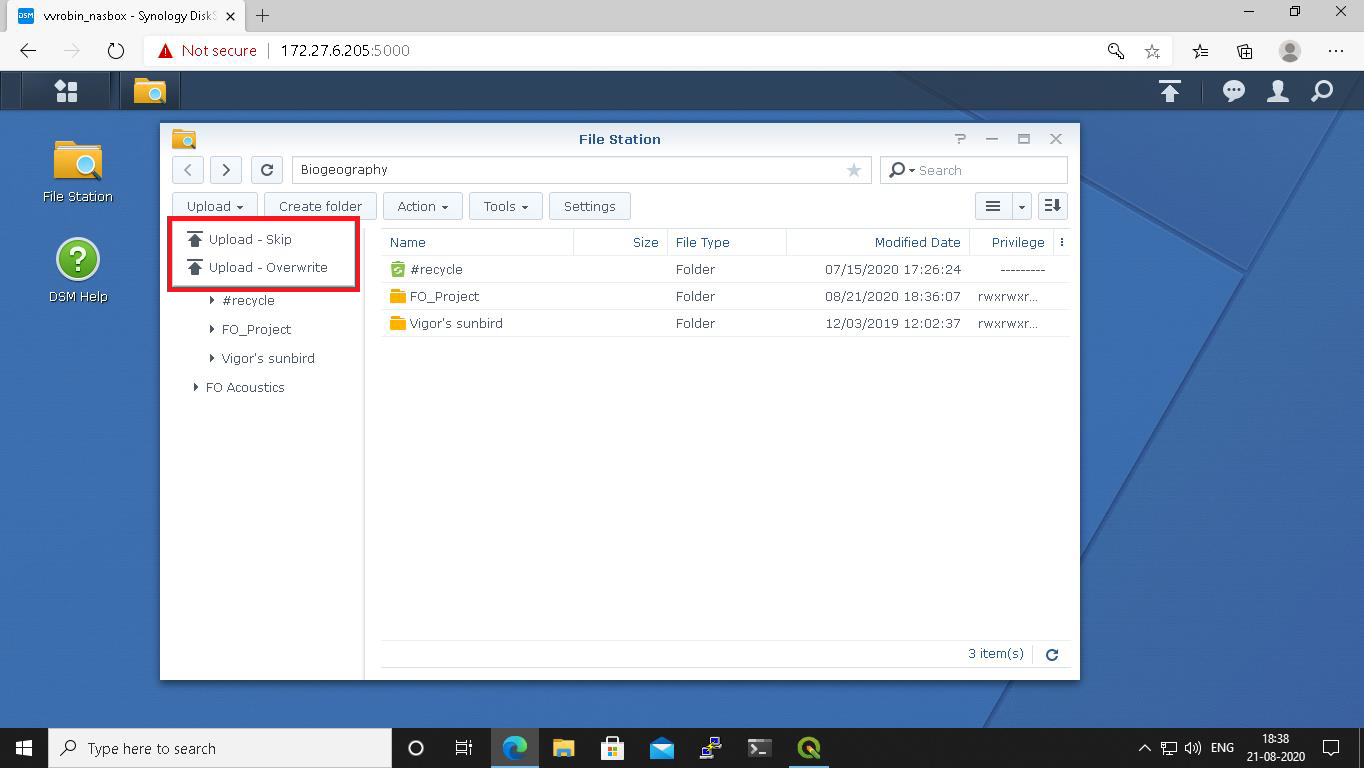 vvrobin_nasbox - Synology DiskS
Not secure 172.27.6.205:5000
File Station
DSM Help
File Station
Biogeography
Search
Upload Create folder Action Tools Settings
Upload - Skip
Upload - Overwrite
#recycle
FO_Project
Vigor's sunbird
FO Acoustics
Name Size File Type Modified Date Privilege
#recycle Folder 07/15/2020 17:26:24 ---------
FO_Project Folder 08/21/2020 18:36:07 rwxrwxr...
Vigor's sunbird Folder 12/03/2019 12:02:37 rwxrwxr...
3 item(s)
Type here to search
ENG
18:38
21-08-2020